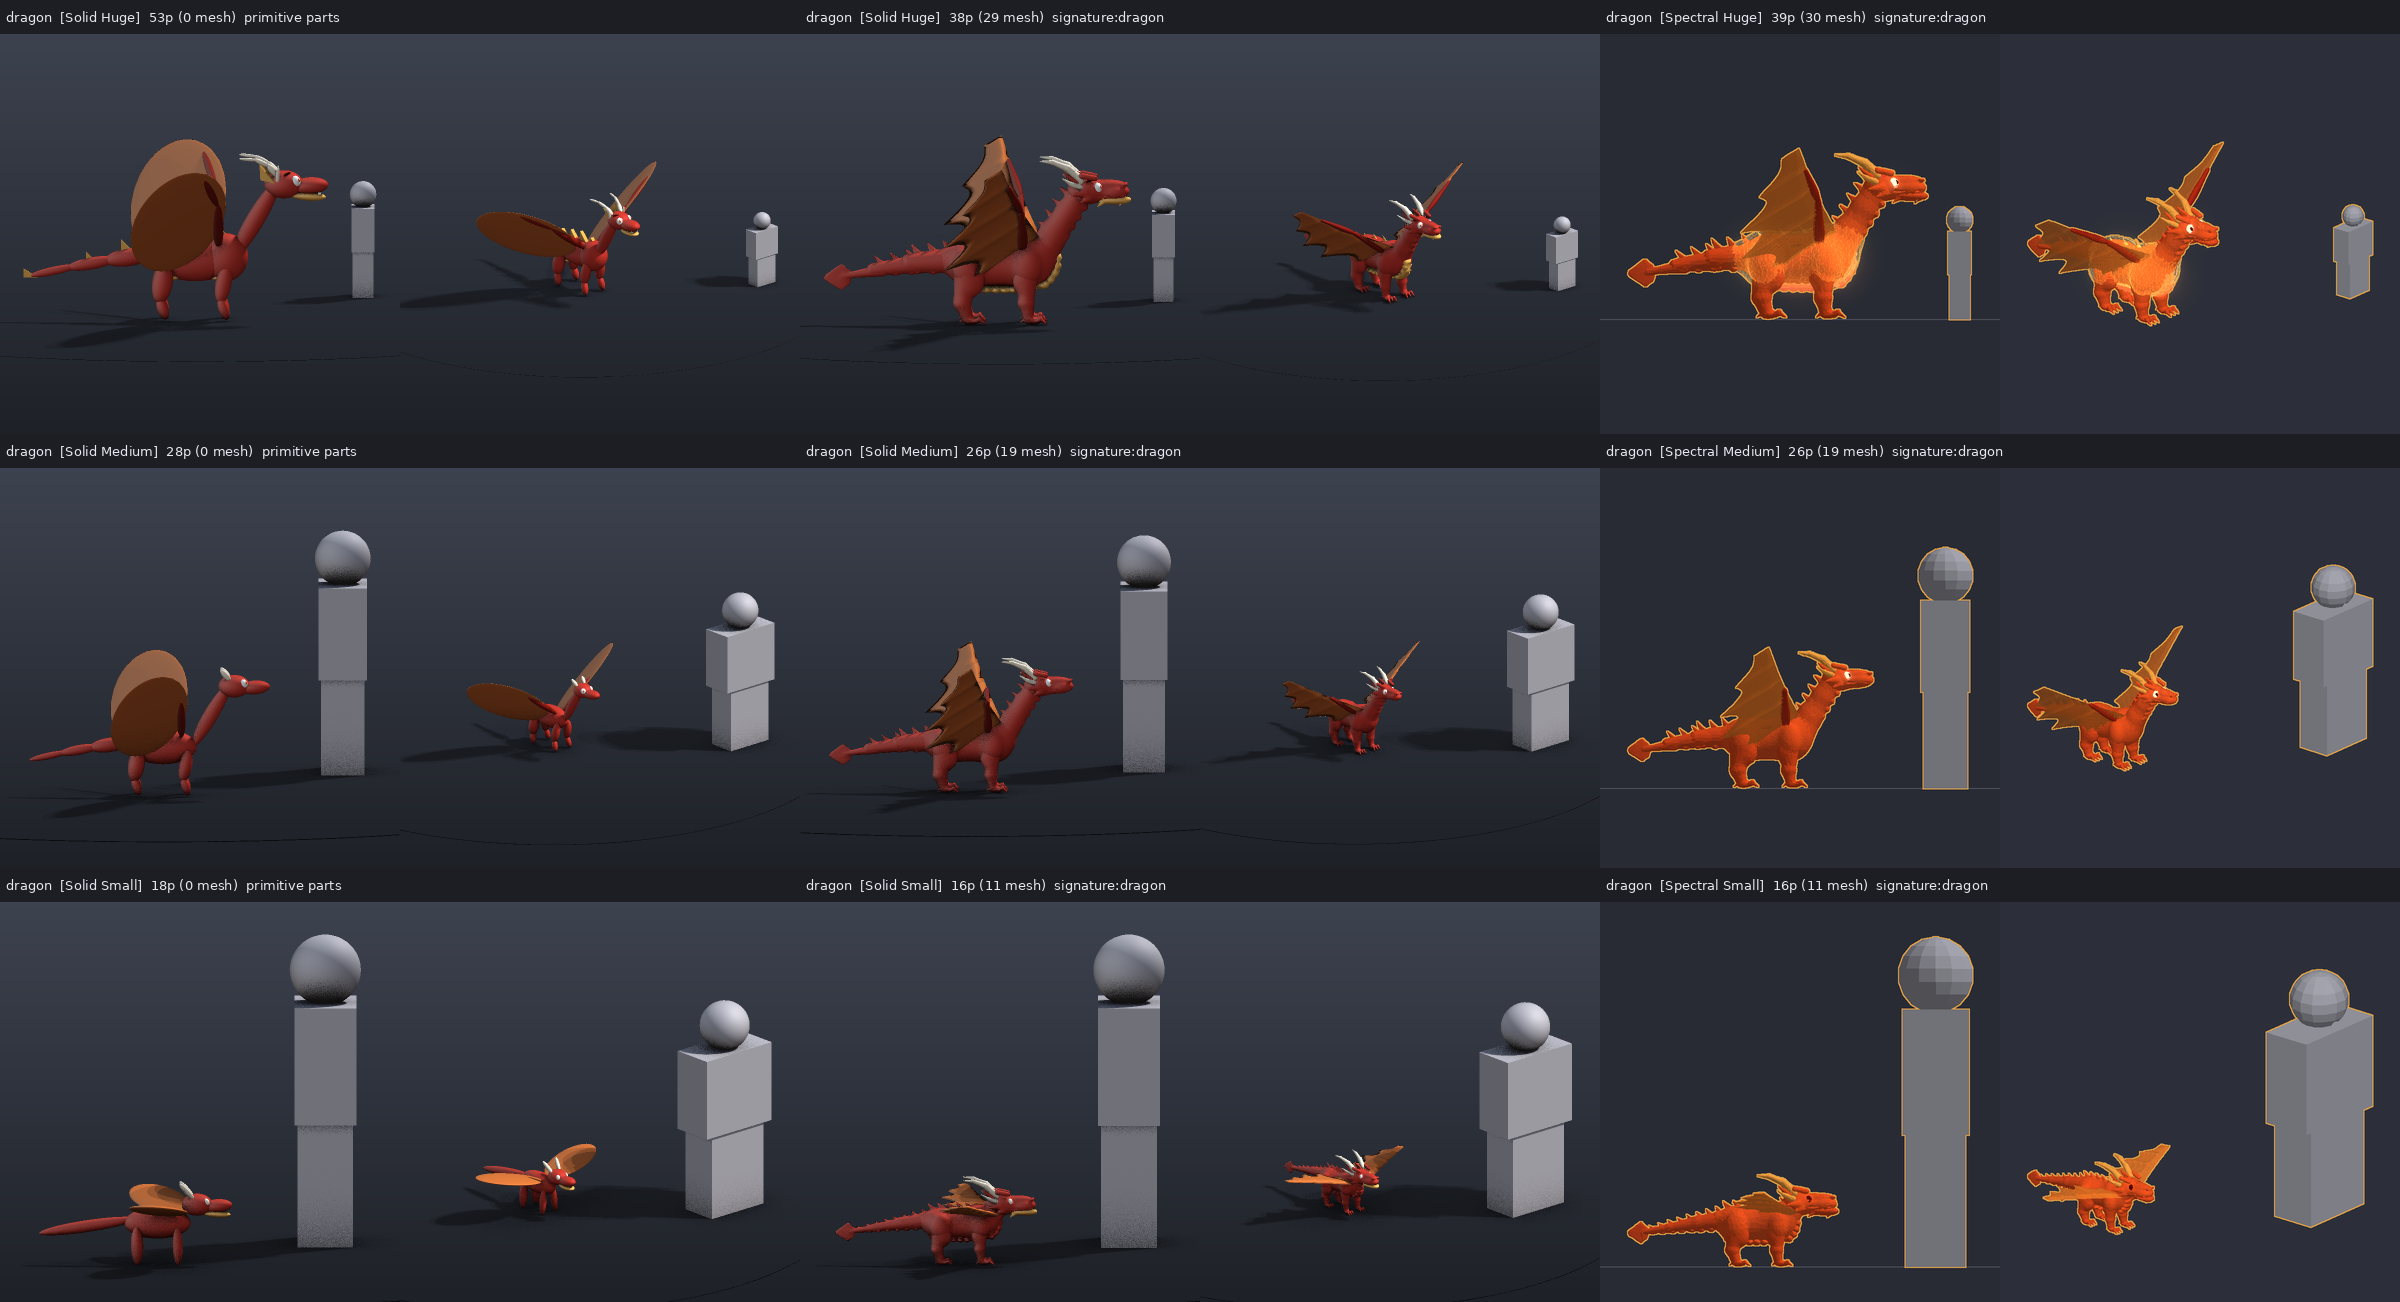 dragon [Solid Huge] 53p (0 mesh) primitive parts
dragon [Solid Huge] 38p (29 mesh) signature:dragon
dragon [Spectral Huge] 39p (30 mesh) signature:dragon
dragon [Solid Medium] 28p (0 mesh) primitive parts
dragon [Solid Medium] 26p (19 mesh) signature:dragon
dragon [Spectral Medium] 26p (19 mesh) signature:dragon
dragon [Solid Small] 18p (0 mesh) primitive parts
dragon [Solid Small] 16p (11 mesh) signature:dragon
dragon [Spectral Small] 16p (11 mesh) signature:dragon